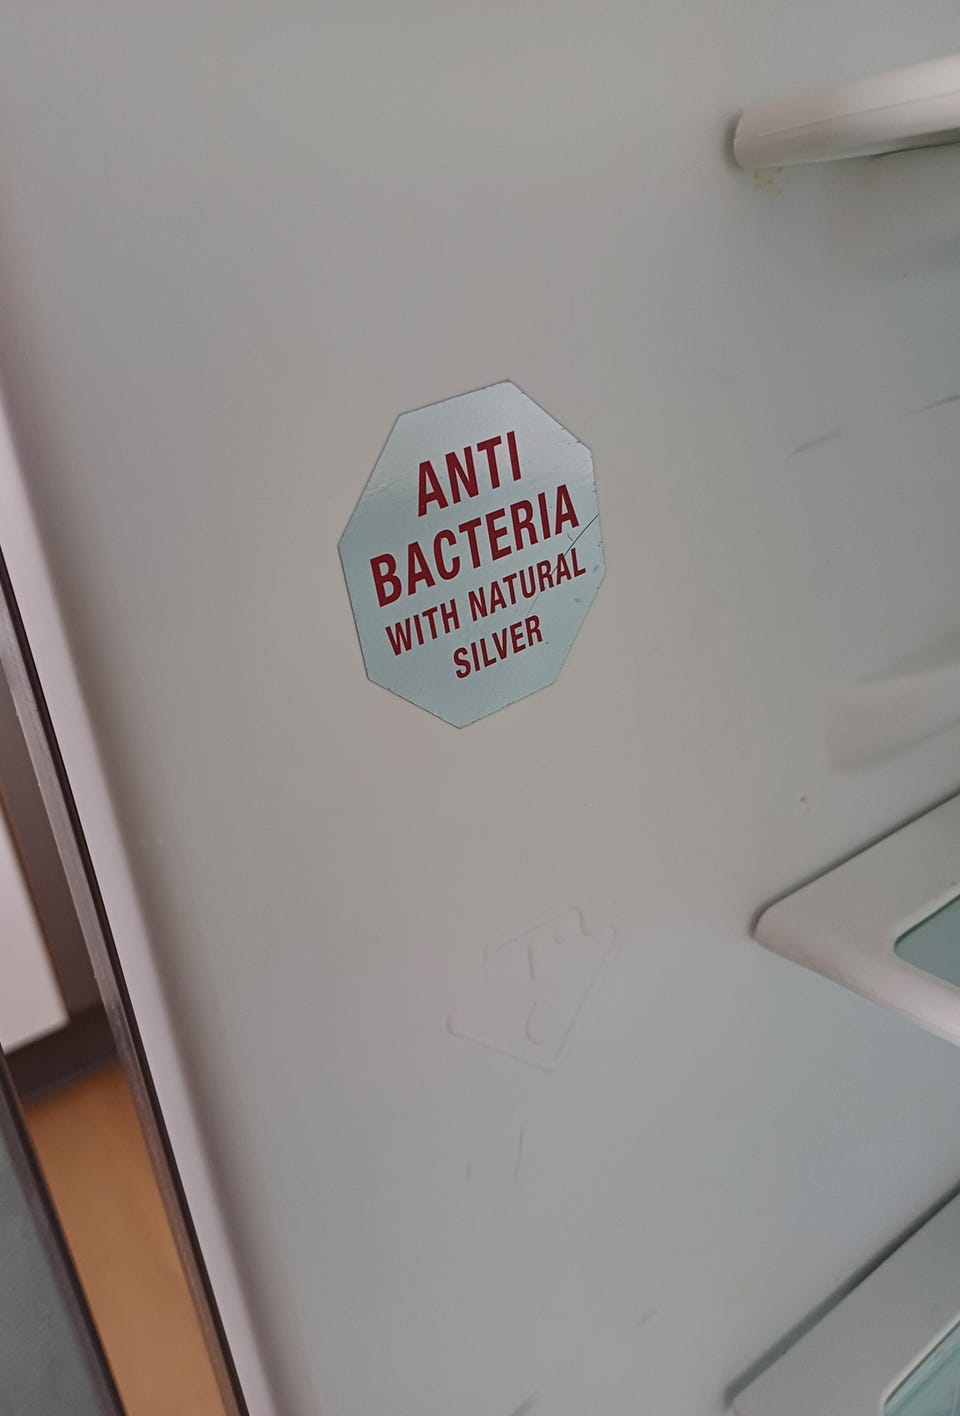 ANTI
BACTERIA
WITH NATURAL
SILVER